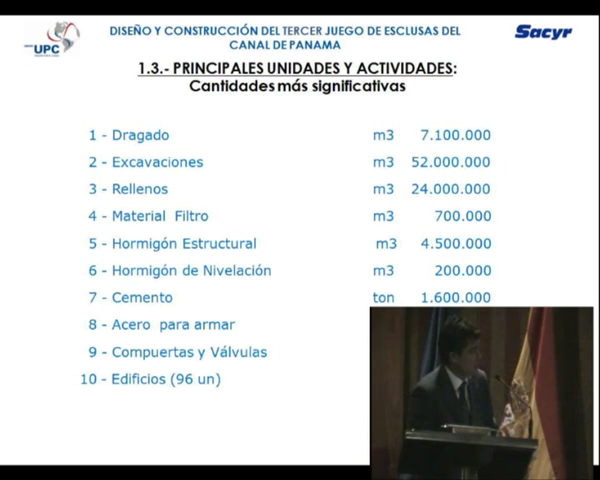 UPC
DISEÑO Y CONSTRUCCIÓN DEL TERCER JUEGO DE ESCLUSAS DEL
CANAL DE PANAMA
Sacyr
1.3.- PRINCIPALES UNIDADES Y ACTIVIDADES:
Cantidades más significativas
1 - Dragado m3 7.100.000
2 - Excavaciones m3 52.000.000
3 - Rellenos m3 24.000.000
4 - Material Filtro m3 700.000
5 - Hormigón Estructural m3 4.500.000
6 - Hormigón de Nivelación m3 200.000
7 - Cemento ton 1.600.000
8 - Acero para armar
9 - Compuertas y Válvulas
10 - Edificios (96 un)